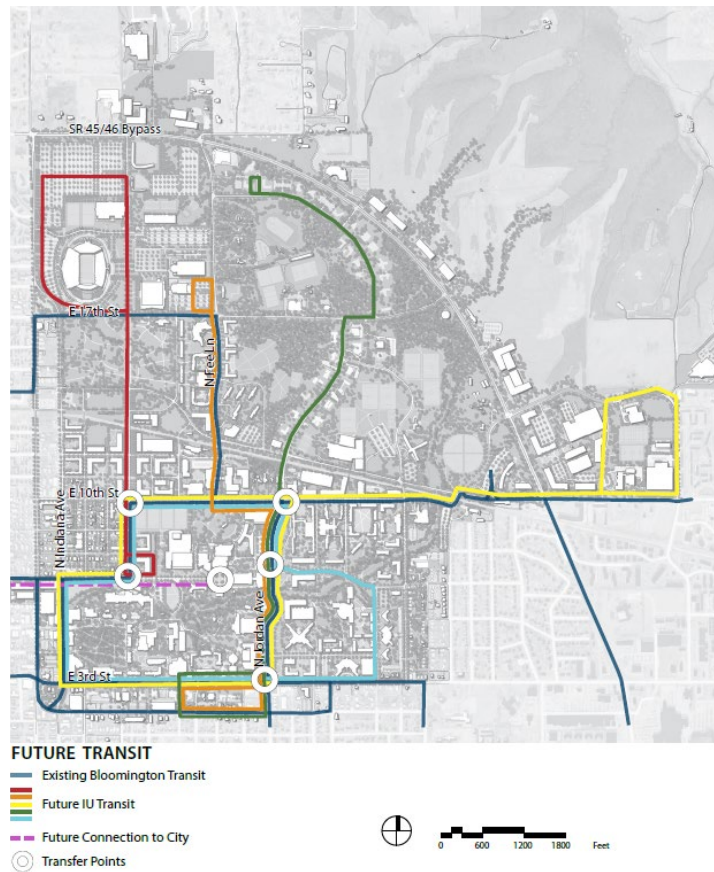 SR 45/46 Bypass
E 17th St
N Fee Ln
E 10th St
N Indiana Ave
N Jordan Ave
E 3rd St
FUTURE TRANSIT
Existing Bloomington Transit
Future IU Transit
Future Connection to City
Transfer Points
0 600 1200 1800 Feet